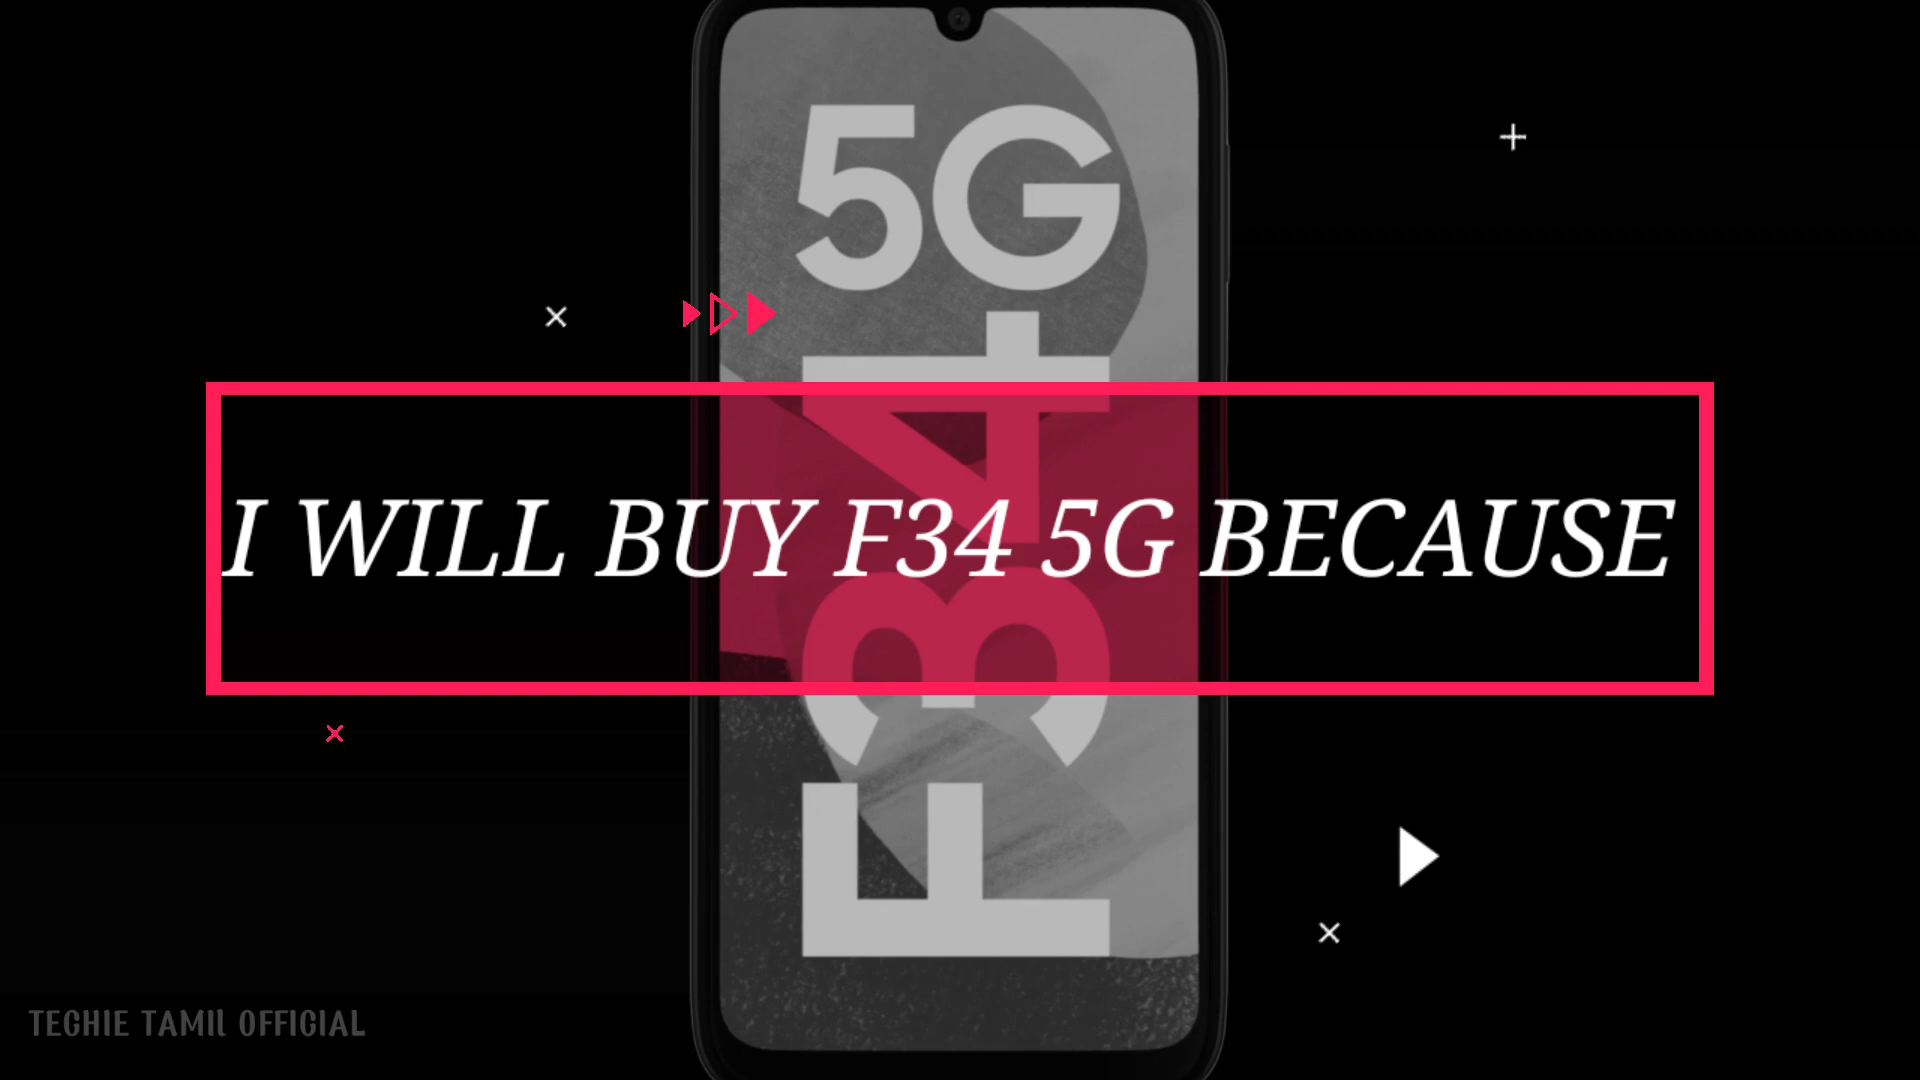 5G
F34
I WILL BUY F34 5G BECAUSE
TECHIE TAMIL OFFICIAL